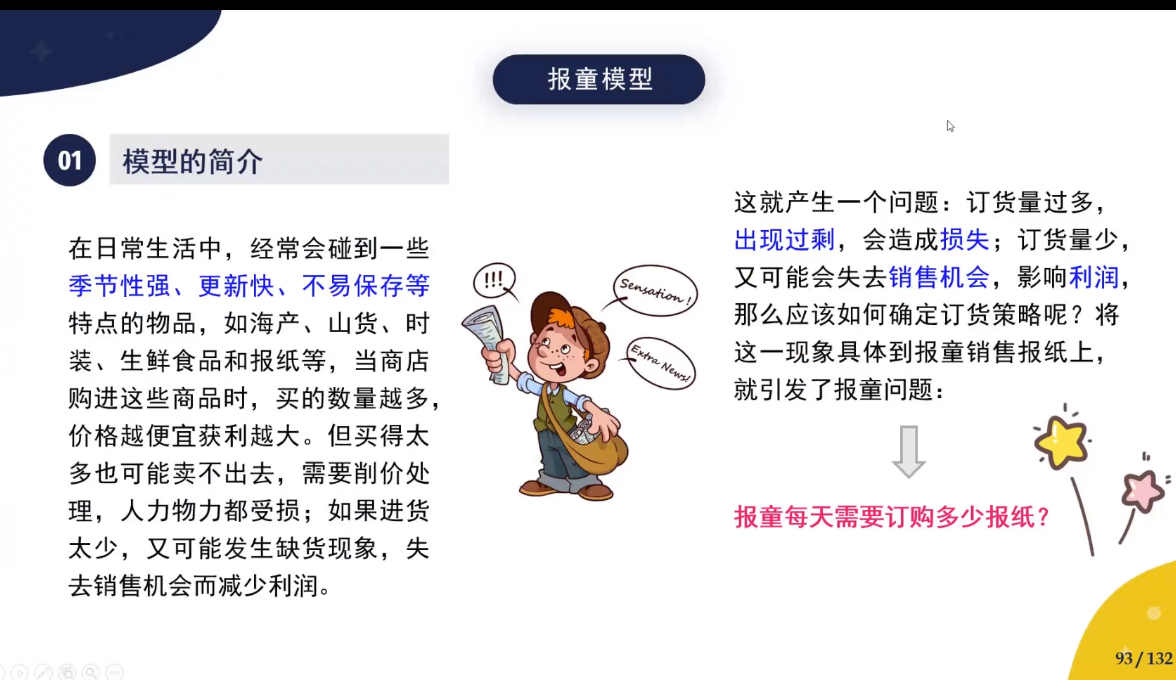 报童模型
01 模型的简介
在日常生活中，经常会碰到一些
季节性强、更新快、不易保存等
特点的物品，如海产、山货、时
装、生鲜食品和报纸等，当商店
购进这些商品时，买的数量越多，
价格越便宜获利越大。但买得太
多也可能卖不出去，需要削价处
理，人力物力都受损；如果进货
太少，又可能发生缺货现象，失
去销售机会而减少利润。
!!!
Sensation !
Extra News!
这就产生一个问题：订货量过多，
出现过剩，会造成损失；订货量少，
又可能会失去销售机会，影响利润，
那么应该如何确定订货策略呢？将
这一现象具体到报童销售报纸上，
就引发了报童问题：
报童每天需要订购多少报纸？
93 / 132